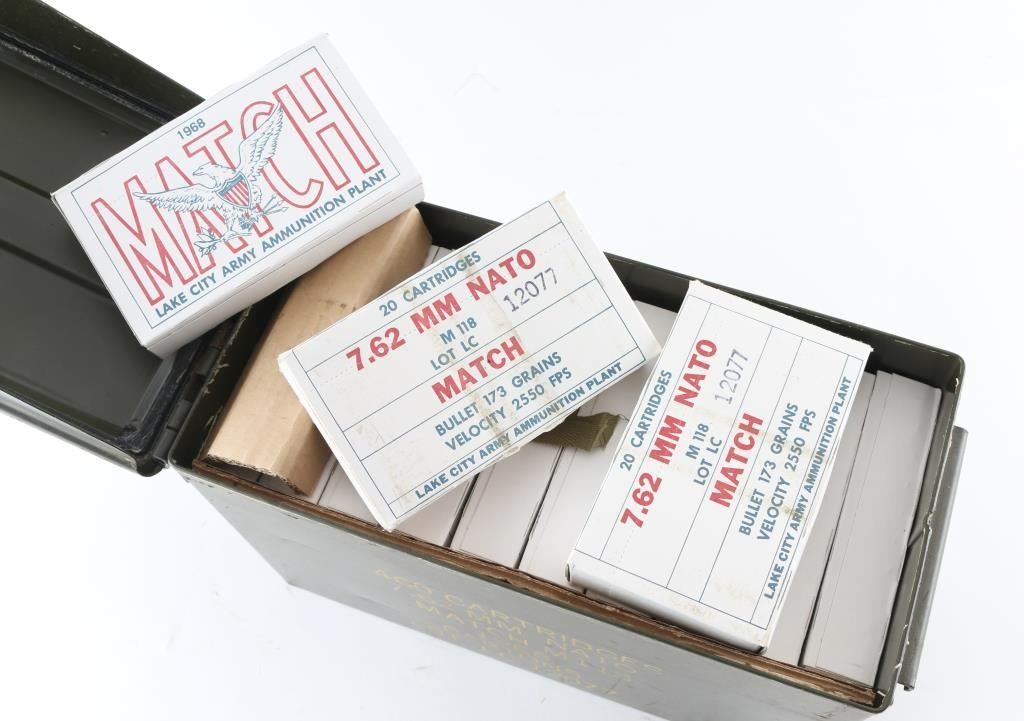 1968
MATCH
LAKE CITY ARMY AMMUNITION PLANT
20 CARTRIDGES
7.62 MM NATO
M 118
LOT LC 12077
MATCH
BULLET 173 GRAINS
VELOCITY 2550 FPS
LAKE CITY ARMY AMMUNITION PLANT
20 CARTRIDGES
7.62 MM NATO
M 118
LOT LC 12077
MATCH
BULLET 173 GRAINS
VELOCITY 2550 FPS
LAKE CITY ARMY AMMUNITION PLANT
CARTRIDGES
MATCH